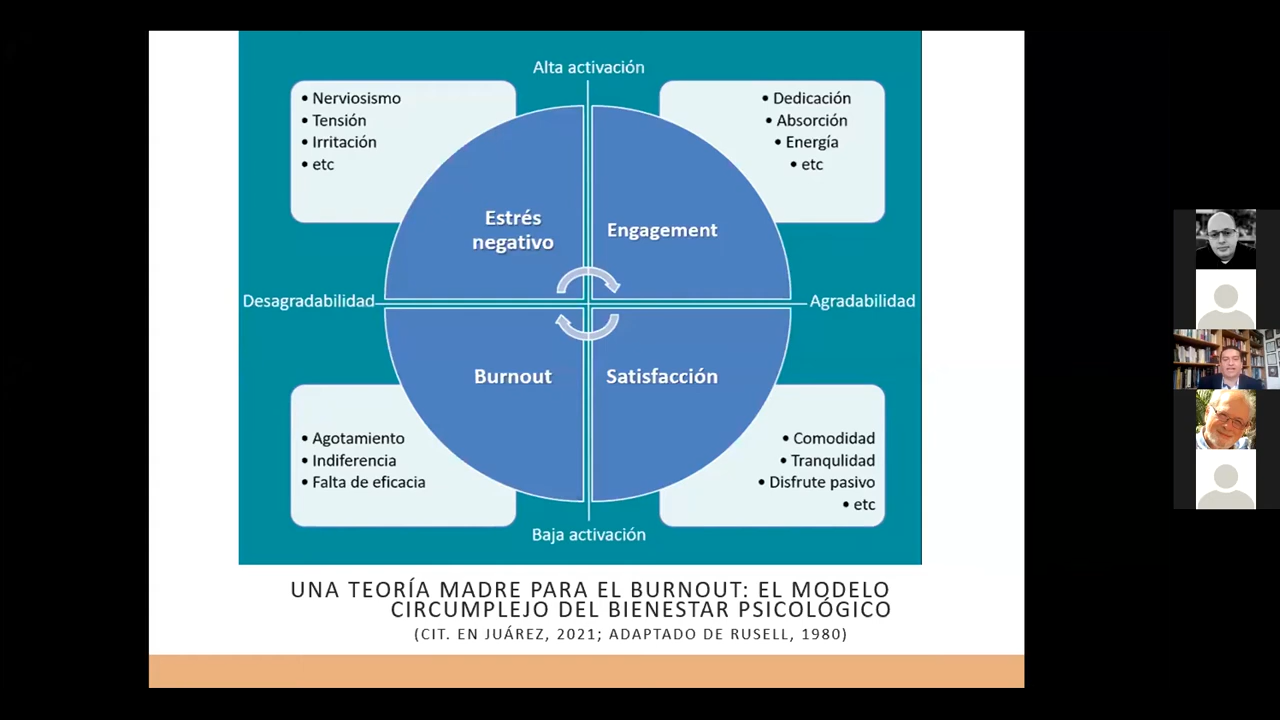 Alta activación
• Nerviosismo
• Tensión
• Irritación
• etc
• Dedicación
• Absorción
• Energía
• etc
Estrés
negativo
Engagement
Desagradabilidad
Agradabilidad
Burnout
Satisfacción
• Agotamiento
• Indiferencia
• Falta de eficacia
• Comodidad
• Tranqulidad
• Disfrute pasivo
• etc
Baja activación
UNA TEORÍA MADRE PARA EL BURNOUT: EL MODELO
CIRCUMPLEJO DEL BIENESTAR PSICOLÓGICO
(CIT. EN JUÁREZ, 2021; ADAPTADO DE RUSELL, 1980)